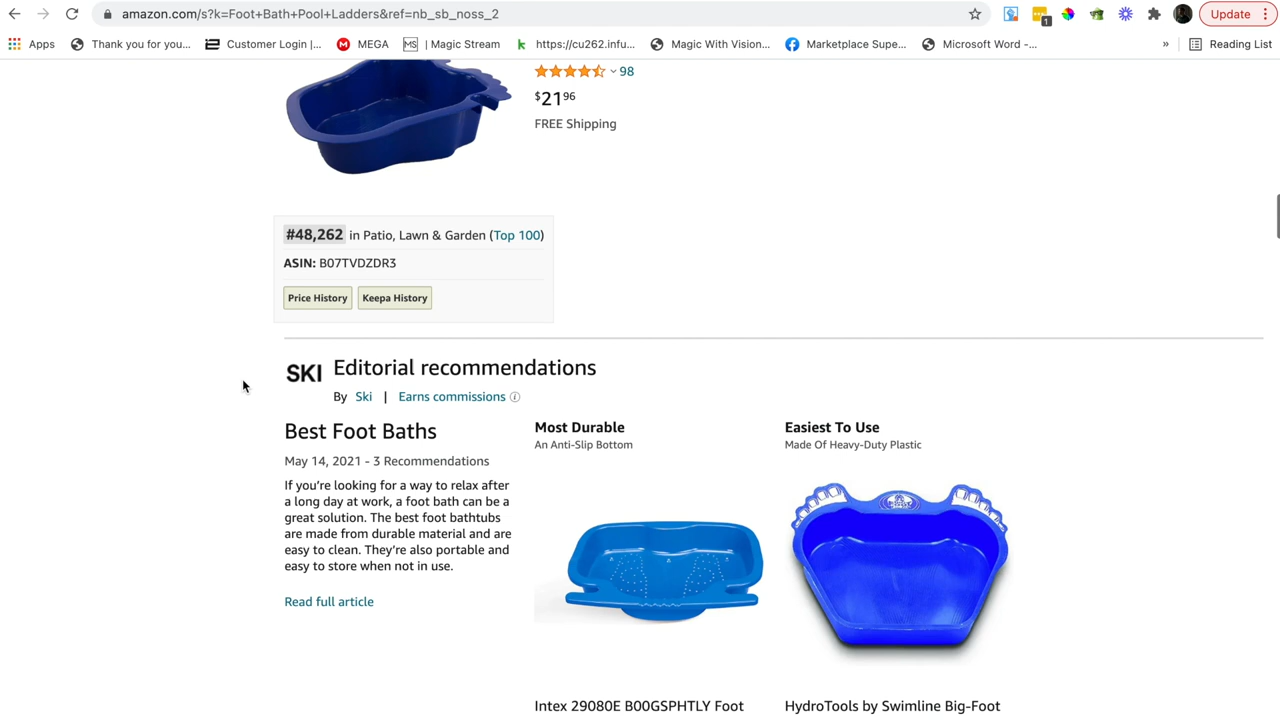 amazon.com/s?k=Foot+Bath+Pool+Ladders&ref=nb_sb_noss_2
1
Update
Apps
Thank you for you...
Customer Login |...
MEGA
MS | Magic Stream
k https://cu262.infu...
Magic With Vision...
Marketplace Supe...
Microsoft Word -...
»
Reading List
98
$21 96
FREE Shipping
#48,262 in Patio, Lawn & Garden (Top 100)
ASIN: B07TVDZDR3
Price History
Keepa History
SKI Editorial recommendations
By Ski | Earns commissions
Best Foot Baths
May 14, 2021 - 3 Recommendations
If you're looking for a way to relax after
a long day at work, a foot bath can be a
great solution. The best foot bathtubs
are made from durable material and are
easy to clean. They're also portable and
easy to store when not in use.
Read full article
Most Durable
An Anti-Slip Bottom
Intex 29080E B00GSPHTLY Foot
Easiest To Use
Made Of Heavy-Duty Plastic
HydroTools by Swimline Big-Foot